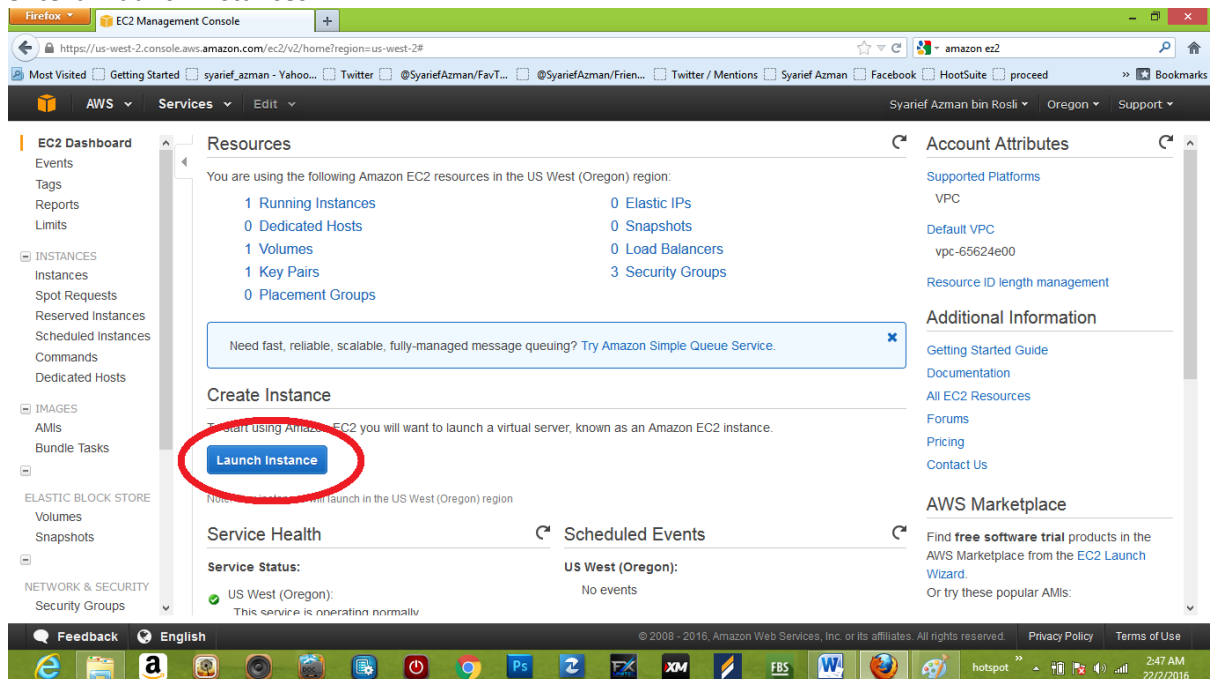 Firefox
EC2 Management Console
https://us-west-2.console.aws.amazon.com/ec2/v2/home?region=us-west-2#
amazon ez2
Most Visited Getting Started syarief_azman - Yahoo... Twitter @SyariefAzman/FavT... @SyariefAzman/Frien... Twitter / Mentions Syarief Azman Facebook HootSuite proceed » Bookmarks
AWS Services Edit Syarief Azman bin Rosli Oregon Support
EC2 Dashboard
Events
Tags
Reports
Limits
INSTANCES
Instances
Spot Requests
Reserved Instances
Scheduled Instances
Commands
Dedicated Hosts
IMAGES
AMIs
Bundle Tasks
ELASTIC BLOCK STORE
Volumes
Snapshots
NETWORK & SECURITY
Security Groups
Resources
You are using the following Amazon EC2 resources in the US West (Oregon) region:
1 Running Instances
0 Dedicated Hosts
1 Volumes
1 Key Pairs
0 Placement Groups
0 Elastic IPs
0 Snapshots
0 Load Balancers
3 Security Groups
Need fast, reliable, scalable, fully-managed message queuing? Try Amazon Simple Queue Service.
Create Instance
To start using Amazon EC2 you will want to launch a virtual server, known as an Amazon EC2 instance.
Launch Instance
will launch in the US West (Oregon) region
Service Health
Service Status:
US West (Oregon):
This service is operating normally
Scheduled Events
US West (Oregon):
No events
Account Attributes
Supported Platforms
VPC
Default VPC
vpc-65624e00
Resource ID length management
Additional Information
Getting Started Guide
Documentation
All EC2 Resources
Forums
Pricing
Contact Us
AWS Marketplace
Find free software trial products in the
AWS Marketplace from the EC2 Launch
Wizard.
Or try these popular AMIs:
Feedback English © 2008 - 2016, Amazon Web Services, Inc. or its affiliates. All rights reserved. Privacy Policy Terms of Use
a Ps XM FBS W hotspot » 2:47 AM
22/2/2016